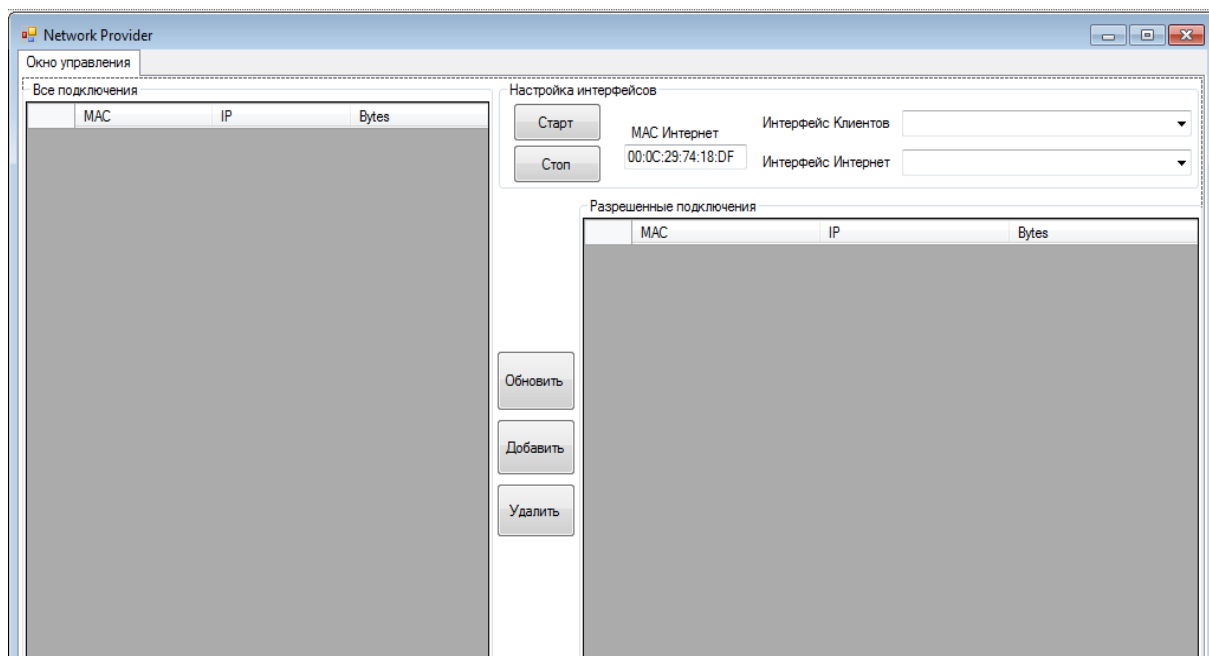 Network Provider
Окно управления
Все подключения
MAC IP Bytes
Настройка интерфейсов
Старт
Стоп
MAC Интернет
00:0C:29:74:18:DF
Интерфейс Клиентов
Интерфейс Интернет
Разрешенные подключения
MAC IP Bytes
Обновить
Добавить
Удалить